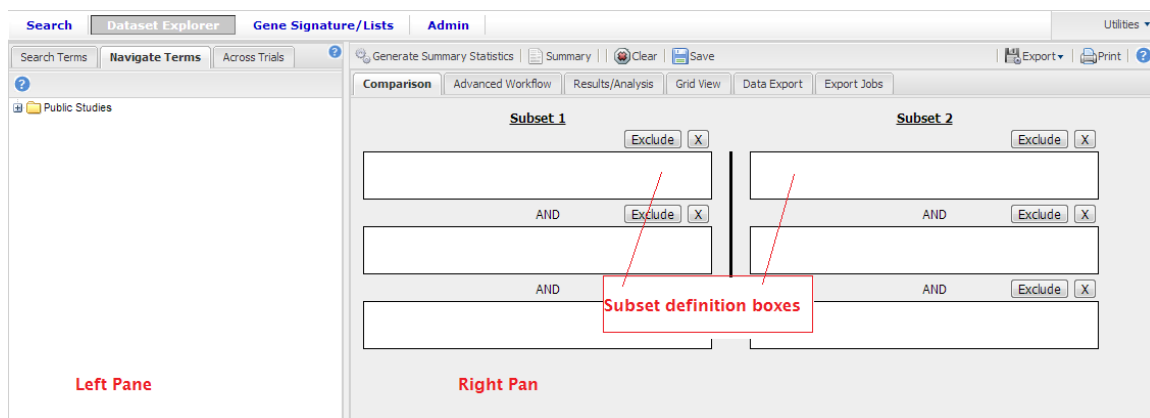 Search Dataset Explorer Gene Signature/Lists Admin Utilities
Search Terms Navigate Terms Across Trials
Generate Summary Statistics Summary Clear Save Export Print
Comparison Advanced Workflow Results/Analysis Grid View Data Export Export Jobs
Public Studies
Subset 1 Subset 2
Exclude X Exclude X
AND Exclude X AND Exclude X
AND AND Exclude X
Subset definition boxes
Left Pane Right Pan